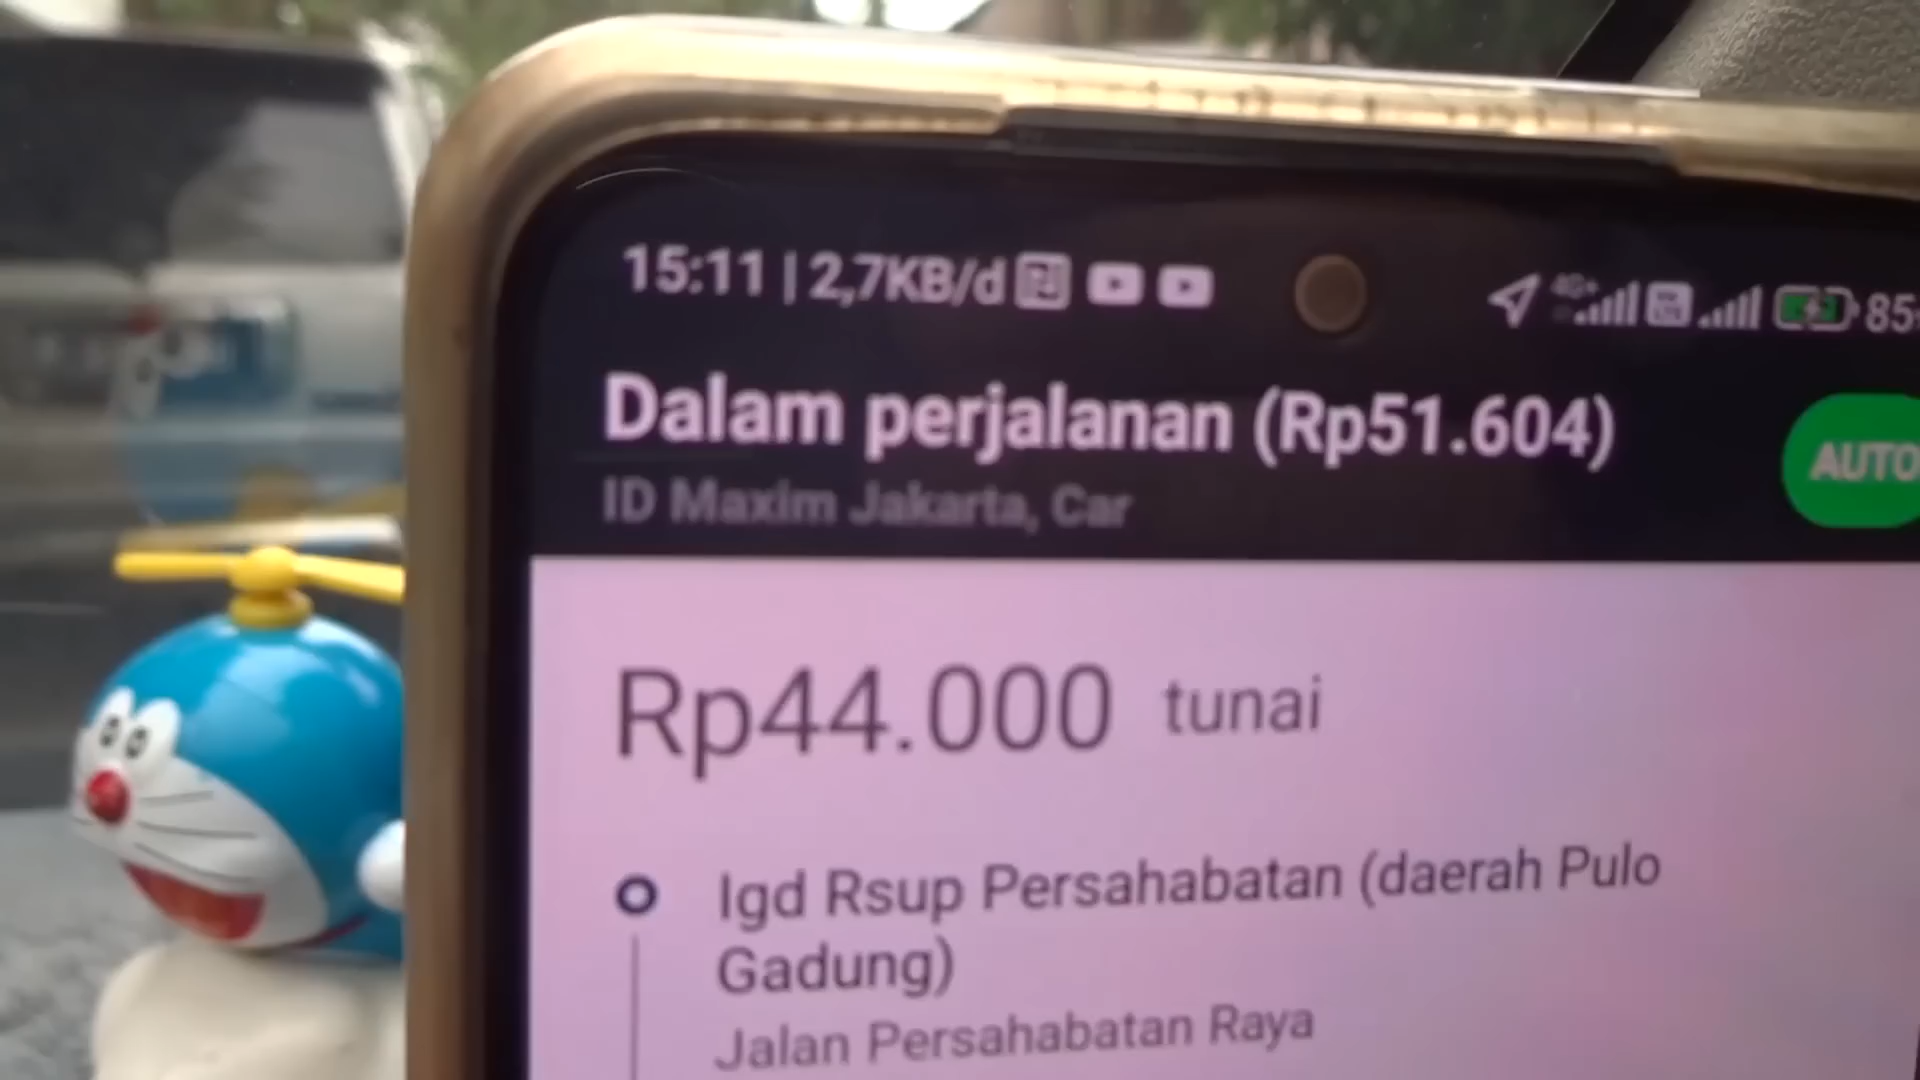 15:11 | 2,7KB/d
4G+
85
Dalam perjalanan (Rp51.604)
AUTO
ID Maxim Jakarta, Car
Rp44.000 tunai
Igd Rsup Persahabatan (daerah Pulo
Gadung)
Jalan Persahabatan Raya